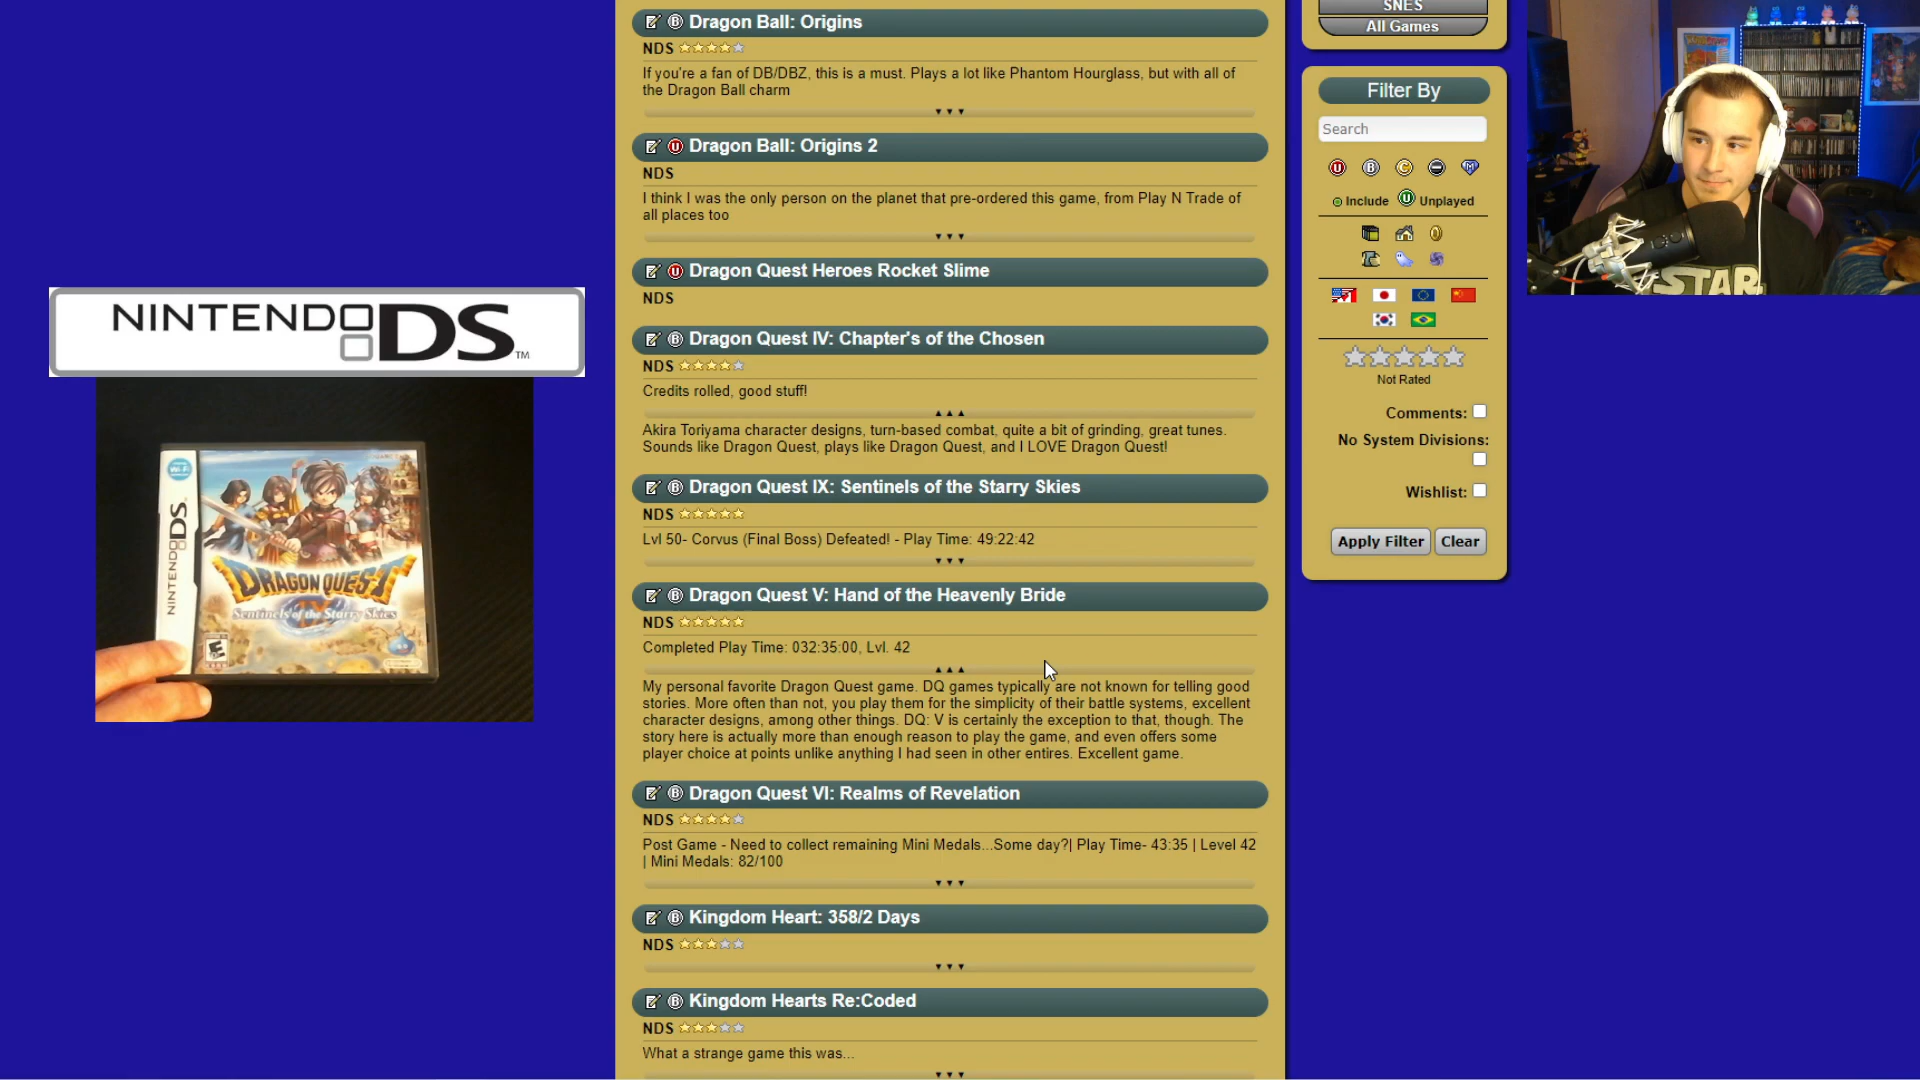 Dragon Ball: Origins
NDS
If you're a fan of DB/DBZ, this is a must. Plays a lot like Phantom Hourglass, but with all of
the Dragon Ball charm
Dragon Ball: Origins 2
NDS
I think I was the only person on the planet that pre-ordered this game, from Play N Trade of
all places too
Dragon Quest Heroes Rocket Slime
NDS
Dragon Quest IV: Chapter's of the Chosen
NDS
Credits rolled, good stuff!
Akira Toriyama character designs, turn-based combat, quite a bit of grinding, great tunes.
Sounds like Dragon Quest, plays like Dragon Quest, and I LOVE Dragon Quest!
Dragon Quest IX: Sentinels of the Starry Skies
NDS
Lvl 50- Corvus (Final Boss) Defeated! - Play Time: 49:22:42
Dragon Quest V: Hand of the Heavenly Bride
NDS
Completed Play Time: 032:35:00, Lvl. 42
My personal favorite Dragon Quest game. DQ games typically are not known for telling good
stories. More often than not, you play them for the simplicity of their battle systems, excellent
character designs, among other things. DQ: V is certainly the exception to that, though. The
story here is actually more than enough reason to play the game, and even offers some
player choice at points unlike anything I had seen in other entires. Excellent game.
Dragon Quest VI: Realms of Revelation
NDS
Post Game - Need to collect remaining Mini Medals...Some day?| Play Time- 43:35 | Level 42
| Mini Medals: 82/100
Kingdom Heart: 358/2 Days
NDS
Kingdom Hearts Re:Coded
NDS
What a strange game this was...
SNES
All Games
Filter By
Search
U B C M
Include U Unplayed
Not Rated
Comments:
No System Divisions:
Wishlist:
Apply Filter Clear
NINTENDO DS TM
Wi-Fi
NINTENDO DS
DRAGON QUEST
IX
Sentinels of the Starry Skies
E
STAR